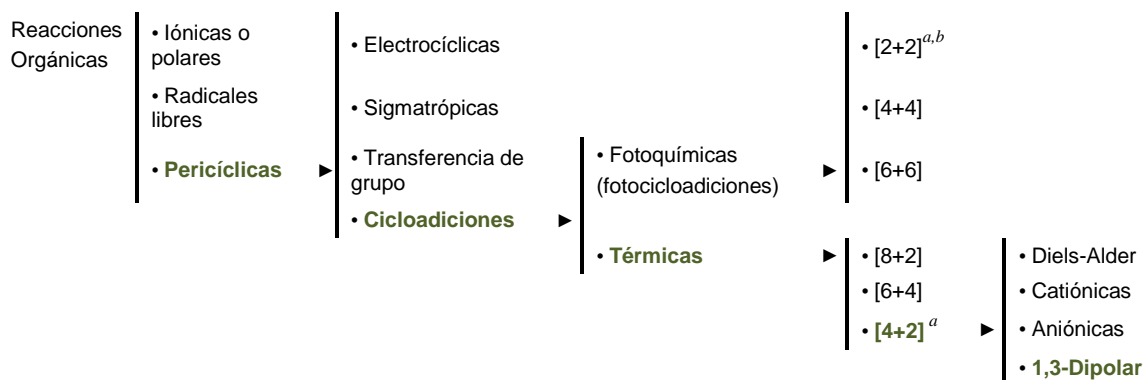 Reacciones
Orgánicas
• Iónicas o
polares
• Radicales
libres
• Pericíclicas ►
• Electrocíclicas
• Sigmatrópicas
• Transferencia de
grupo
• Cicloadiciones ►
• Fotoquímicas
(fotocicloadiciones) ►
• Térmicas ►
• [2+2] a,b
• [4+4]
• [6+6]
• [8+2]
• [6+4]
• [4+2] a ►
• Diels-Alder
• Catiónicas
• Aniónicas
• 1,3-Dipolar